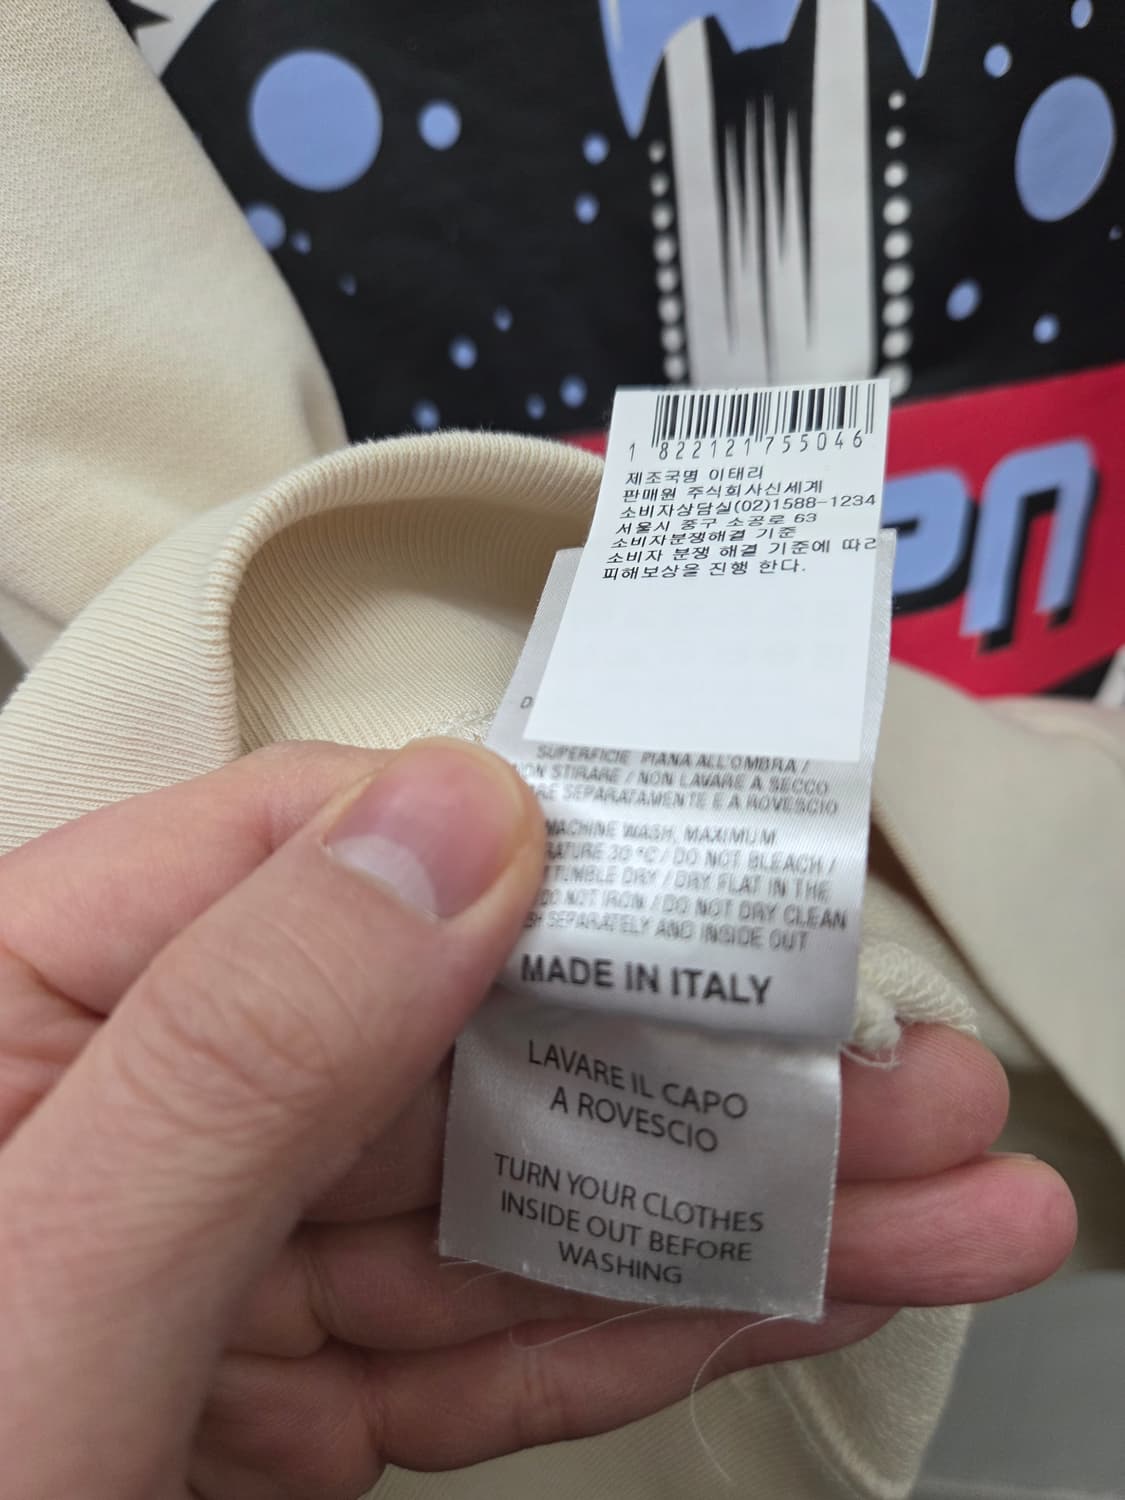 1 822121 755046
제조국명 이태리
판매원 주식회사신세계
소비자상담실(02)1588-1234
서울시 중구 소공로 63
소비자분쟁해결 기준
소비자 분쟁 해결 기준에 따라
피해보상을 진행 한다.
SUPERFICIE PIANA ALL'OMBRA /
NON STIRARE / NON LAVARE A SECCO
SEPARATAMENTE E A ROVESCIO
MACHINE WASH, MAXIMUM
30 °C / DO NOT BLEACH /
TUMBLE DRY / DRY FLAT IN THE
DO NOT IRON / DO NOT DRY CLEAN
SEPARATELY AND INSIDE OUT
MADE IN ITALY
LAVARE IL CAPO
A ROVESCIO
TURN YOUR CLOTHES
INSIDE OUT BEFORE
WASHING